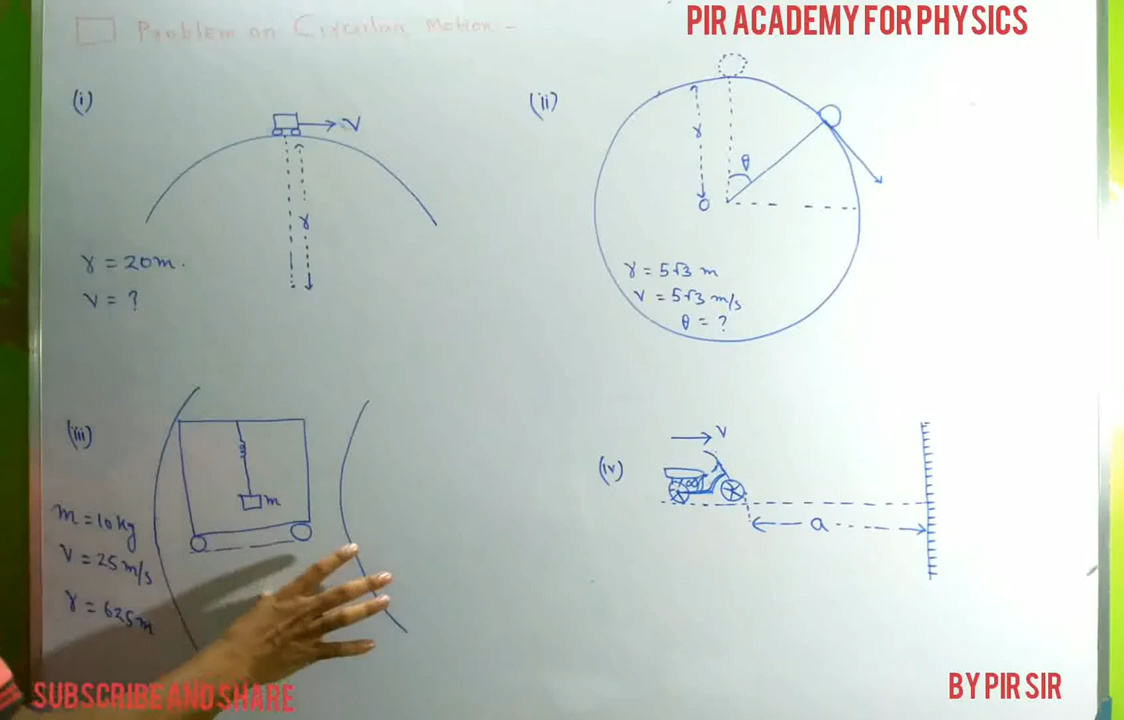 PIR ACADEMY FOR PHYSICS
Problem on Circular Motion -
(i)
V
r
r = 20m.
v = ?
(ii)
r
θ
O
r = 5√3 m
v = 5√3 m/s
θ = ?
(iii)
m
m = 10 kg
V = 25 m/s
r = 625m
(iv)
V
a
BY PIR SIR
SUBSCRIBE AND SHARE